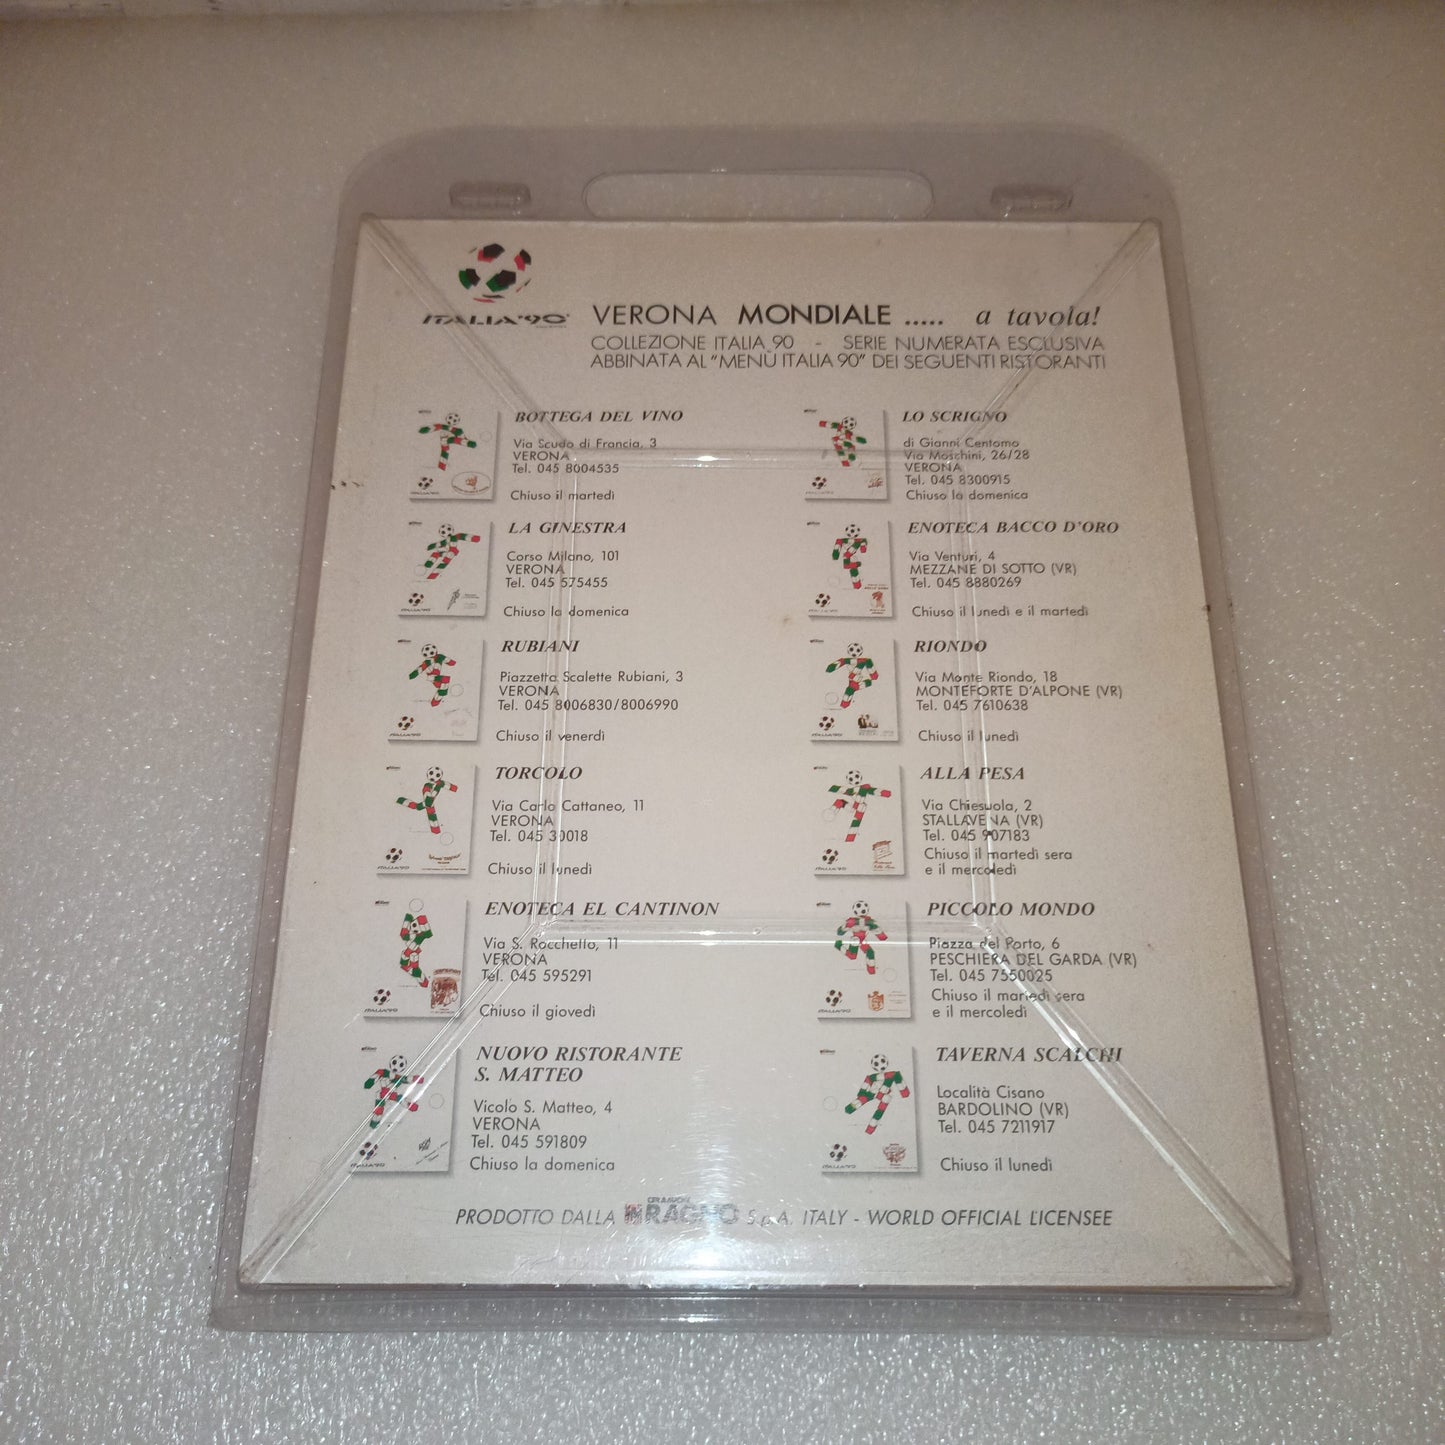 ITALIA'90
VERONA MONDIALE ..... a tavola!
COLLEZIONE ITALIA 90 - SERIE NUMERATA ESCLUSIVA
ABBINATA AL "MENÙ ITALIA 90" DEI SEGUENTI RISTORANTI
BOTTEGA DEL VINO
Via Scudo di Francia, 3
VERONA
Tel. 045 8004535
Chiuso il martedì
LA GINESTRA
Corso Milano, 101
VERONA
Tel. 045 575455
Chiuso la domenica
RUBIANI
Piazzetta Scalette Rubiani, 3
VERONA
Tel. 045 8006830/8006990
Chiuso il venerdì
TORCOLO
Via Carlo Cattaneo, 11
VERONA
Tel. 045 30018
Chiuso il lunedì
ENOTECA EL CANTINON
Via S. Rocchetto, 11
VERONA
Tel. 045 595291
Chiuso il giovedì
NUOVO RISTORANTE
S. MATTEO
Vicolo S. Matteo, 4
VERONA
Tel. 045 591809
Chiuso la domenica
LO SCRIGNO
di Gianni Centomo
Via Moschini, 26/28
VERONA
Tel. 045 8300915
Chiuso la domenica
ENOTECA BACCO D'ORO
Via Venturi, 4
MEZZANE DI SOTTO (VR)
Tel. 045 8880269
Chiuso il lunedì e il martedì
RIONDO
Via Monte Riondo, 18
MONTEFORTE D'ALPONE (VR)
Tel. 045 7610638
Chiuso il lunedì
ALLA PESA
Via Chiesuola, 2
STALLAVENA (VR)
Tel. 045 907183
Chiuso il martedì sera
e il mercoledì
PICCOLO MONDO
Piazza del Porto, 6
PESCHIERA DEL GARDA (VR)
Tel. 045 7550025
Chiuso il martedì sera
e il mercoledì
TAVERNA SCALCHI
Località Cisano
BARDOLINO (VR)
Tel. 045 7211917
Chiuso il lunedì
PRODOTTO DALLA RAGNO S.p.A. ITALY - WORLD OFFICIAL LICENSEE